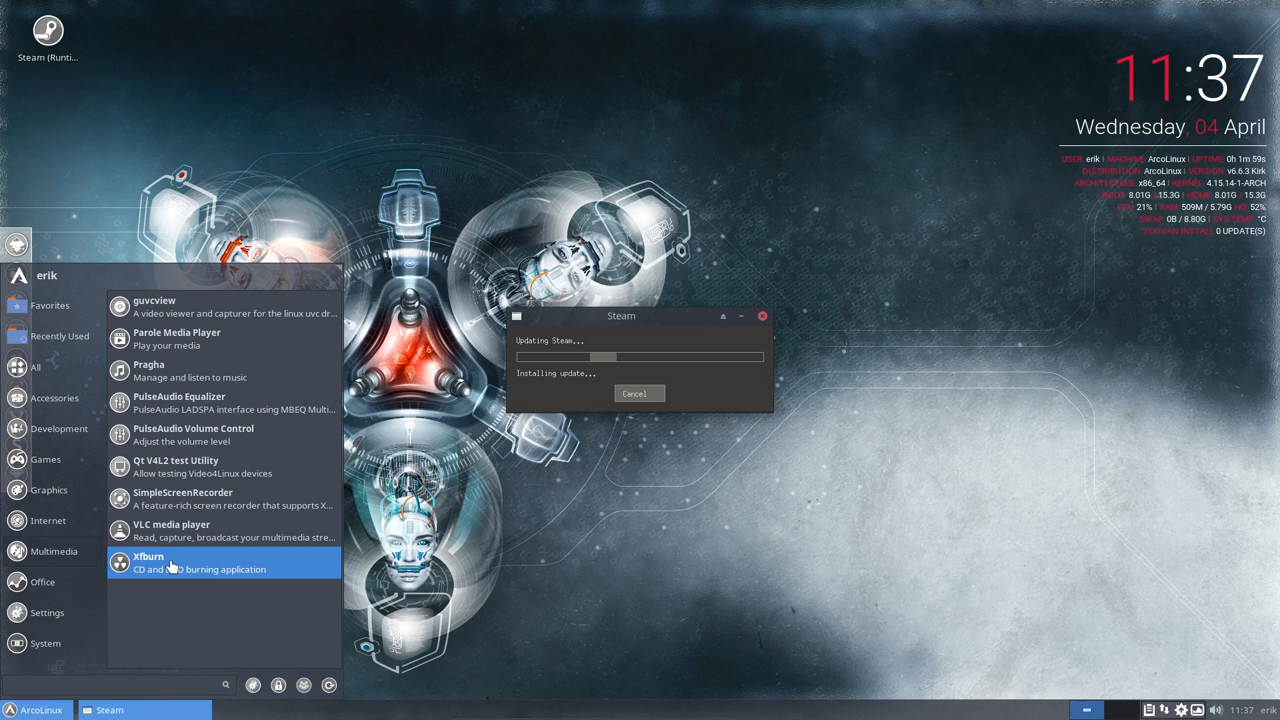 Steam (Runti...
11:37
Wednesday, 04 April
USER erik | MACHINE ArcoLinux | UPTIME 0h 1m 59s
DISTRIBUTION ArcoLinux | VERSION v6.6.3 Kirk
ARCHITECTURE x86_64 | KERNEL 4.15.14-1-ARCH
ROOT 8.01G / 15.3G | HOME 8.01G / 15.3G
CPU 21% | RAM 509M / 5.79G HD 52%
SWAP 0B / 8.80G | SYS TEMP °C
YOU CAN INSTALL 0 UPDATE(S)
erik
Favorites
Recently Used
All
Accessories
Development
Games
Graphics
Internet
Multimedia
Office
Settings
System
guvcview
A video viewer and capturer for the linux uvc dr...
Parole Media Player
Play your media
Pragha
Manage and listen to music
PulseAudio Equalizer
PulseAudio LADSPA interface using MBEQ Multi...
PulseAudio Volume Control
Adjust the volume level
Qt V4L2 test Utility
Allow testing Video4Linux devices
SimpleScreenRecorder
A feature-rich screen recorder that supports X...
VLC media player
Read, capture, broadcast your multimedia stre...
Xfburn
CD and burning application
Steam
Updating Steam...
Installing update...
Cancel
ArcoLinux
Steam
11:37
erik